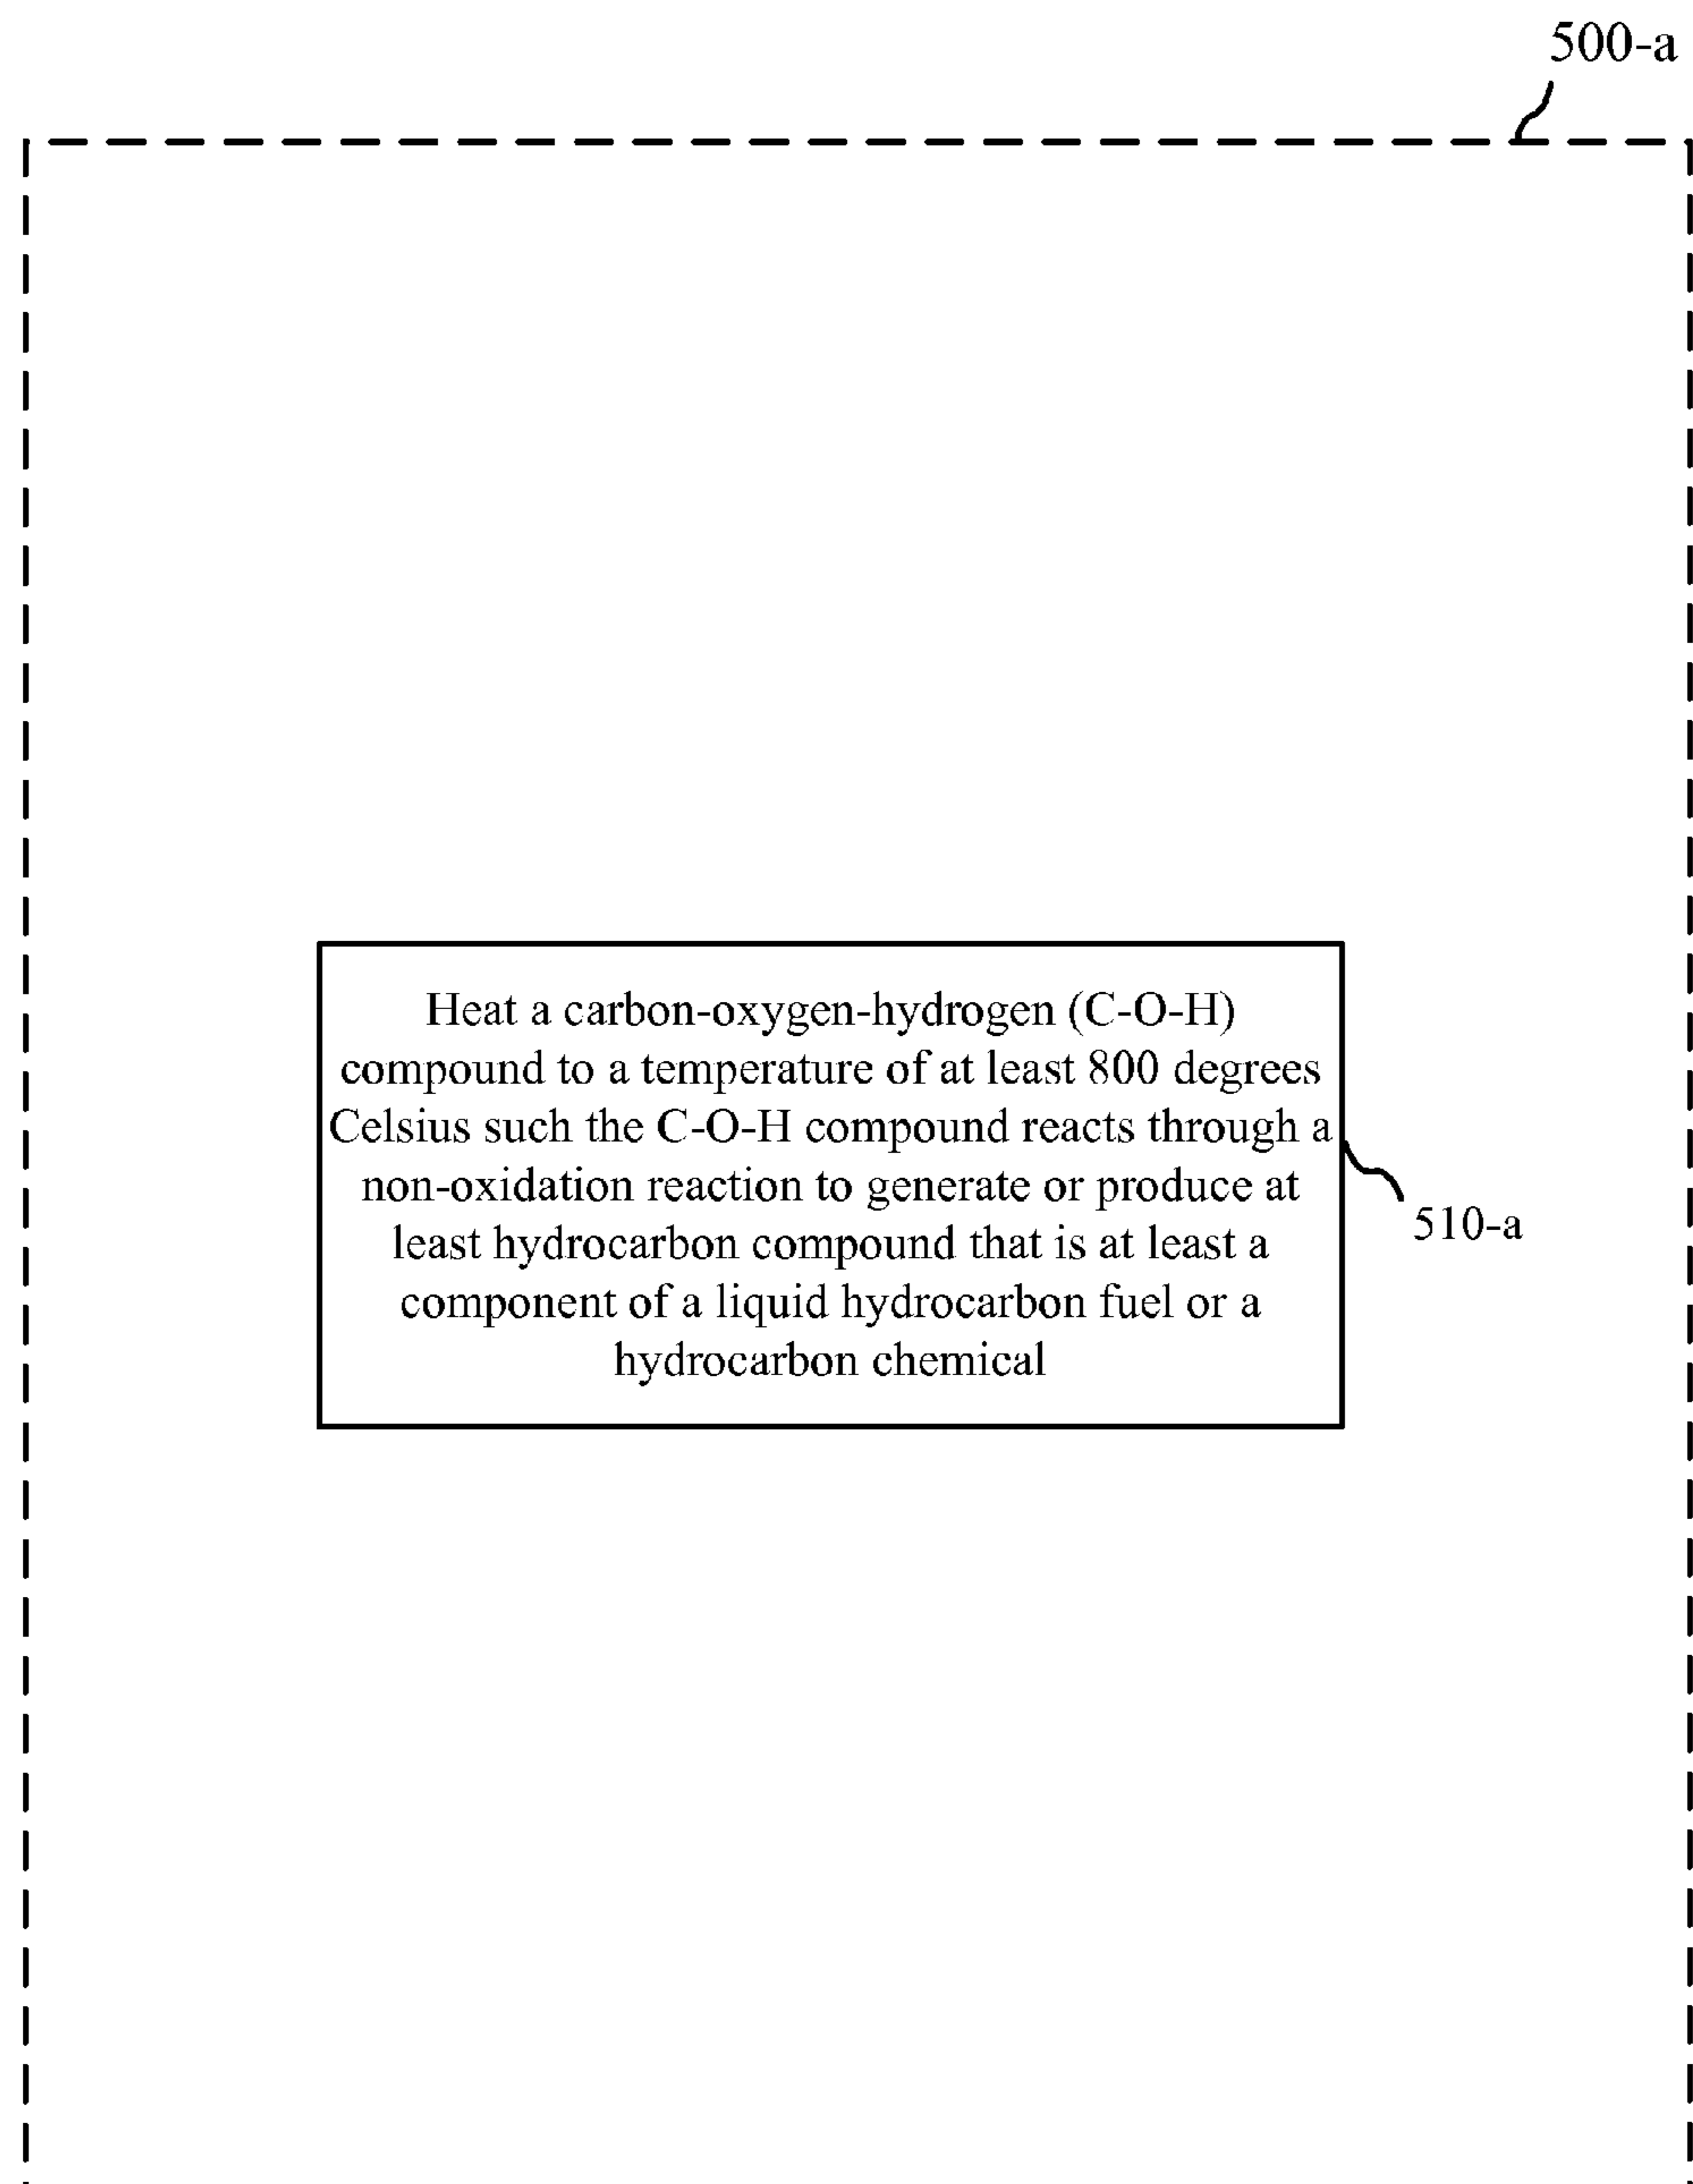 500-a
Heat a carbon-oxygen-hydrogen (C-O-H)
compound to a temperature of at least 800 degrees
Celsius such the C-O-H compound reacts through a
non-oxidation reaction to generate or produce at
least hydrocarbon compound that is at least a
component of a liquid hydrocarbon fuel or a
hydrocarbon chemical
510-a